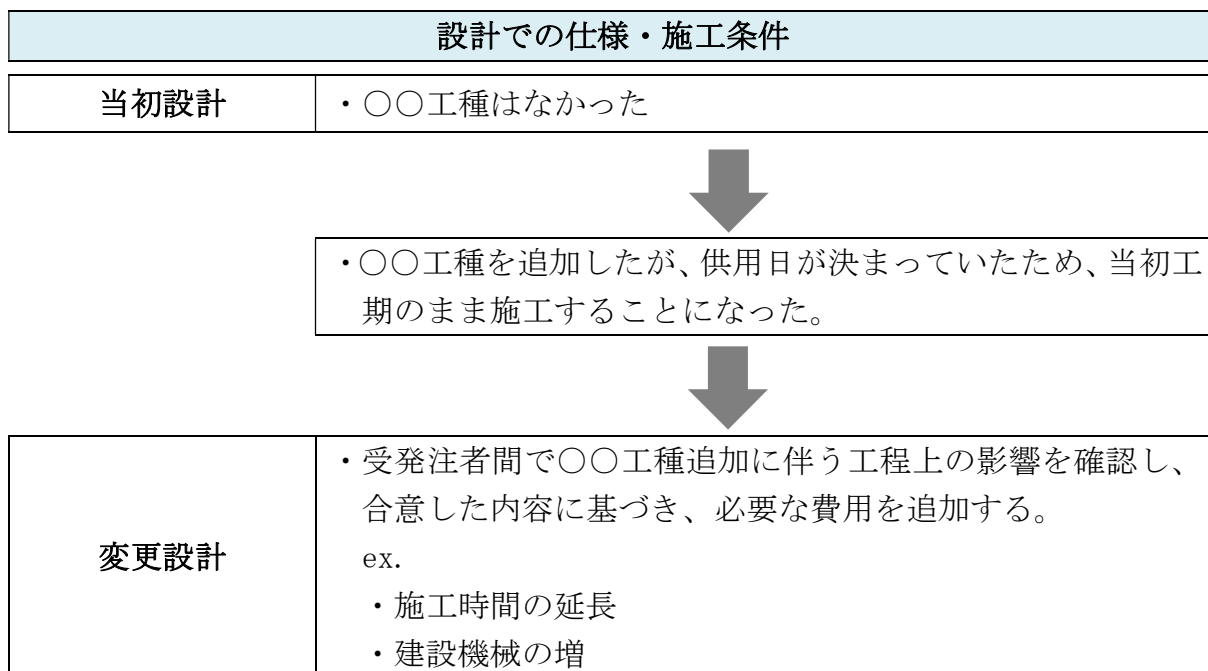 設計での仕様・施工条件
当初設計
・○○工種はなかった
・○○工種を追加したが、供用日が決まっていたため、当初工
期のまま施工することになった。
変更設計
・受発注者間で○○工種追加に伴う工程上の影響を確認し、
合意した内容に基づき、必要な費用を追加する。
ex.
・施工時間の延長
・建設機械の増